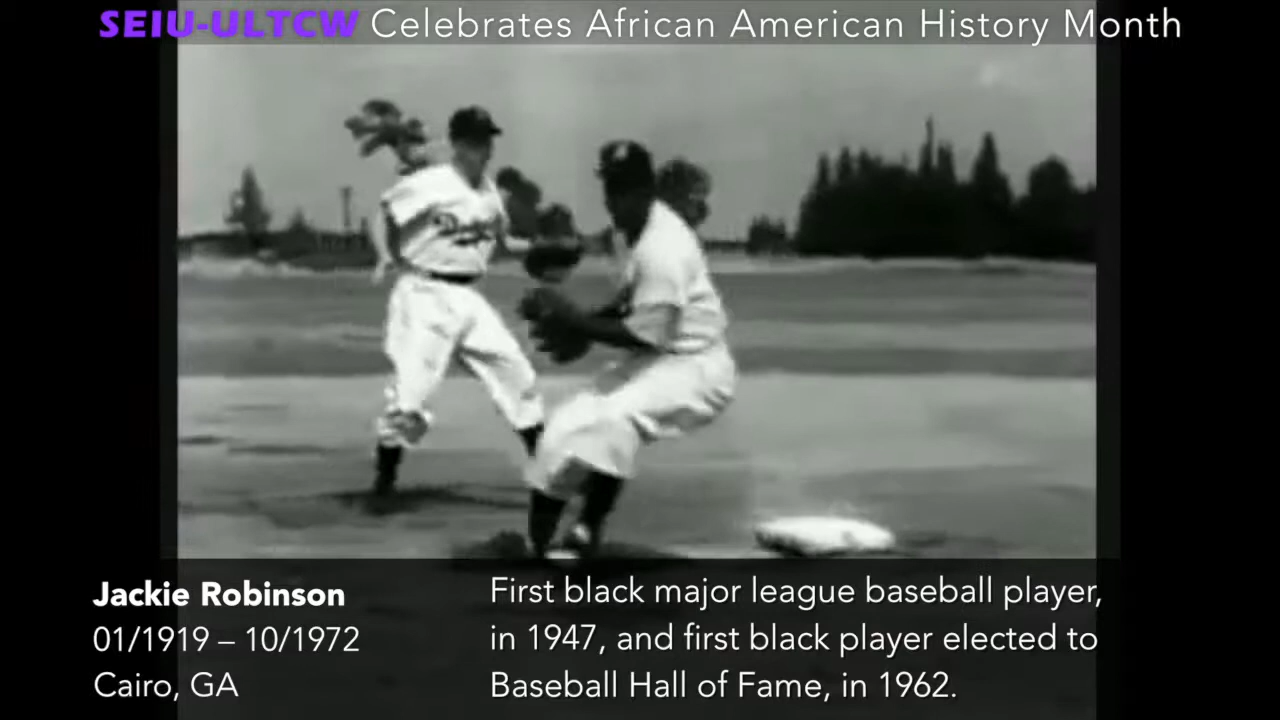 SEIU-ULTCW Celebrates African American History Month
Dodgers
Jackie Robinson
01/1919 – 10/1972
Cairo, GA
First black major league baseball player,
in 1947, and first black player elected to
Baseball Hall of Fame, in 1962.